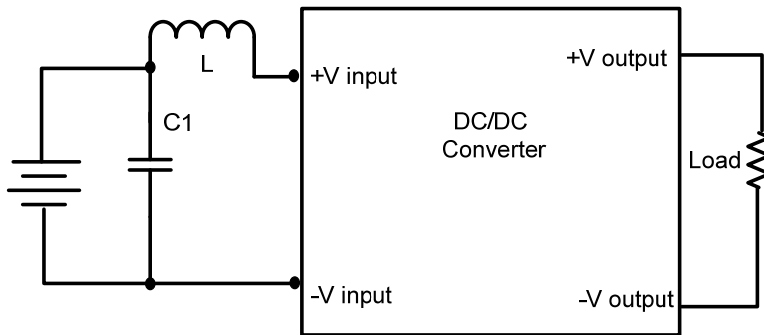 L
+V input
C1
DC/DC
Converter
+V output
Load
-V input
-V output